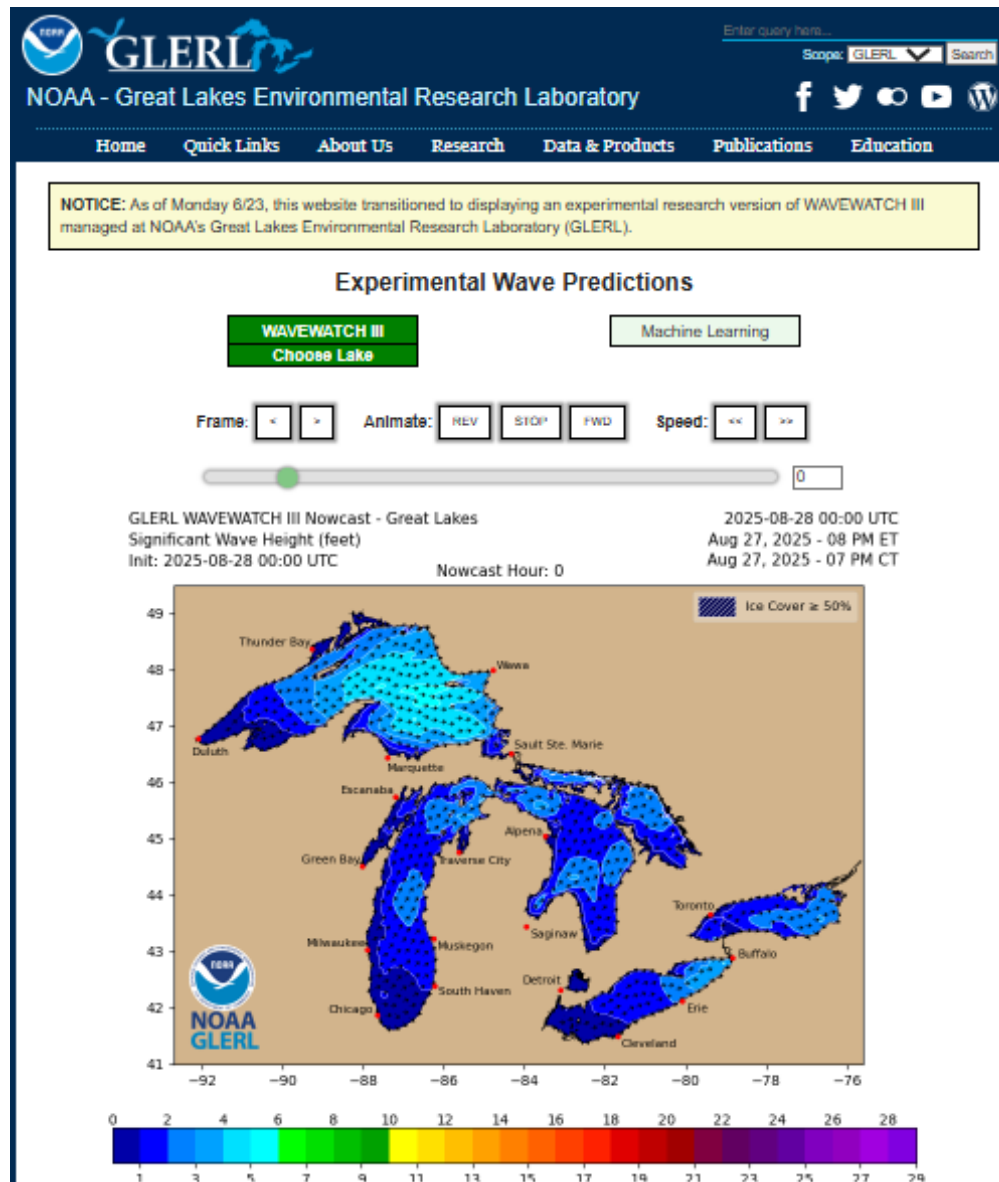 NOAA
GLERL
Enter query here...
Scope: GLERL Search
NOAA - Great Lakes Environmental Research Laboratory
Home Quick Links About Us Research Data & Products Publications Education
NOTICE: As of Monday 6/23, this website transitioned to displaying an experimental research version of WAVEWATCH III
managed at NOAA's Great Lakes Environmental Research Laboratory (GLERL).
Experimental Wave Predictions
WAVEWATCH III Machine Learning
Choose Lake
Frame: < > Animate: REV STOP FWD Speed: << >>
0
GLERL WAVEWATCH III Nowcast - Great Lakes 2025-08-28 00:00 UTC
Significant Wave Height (feet) Aug 27, 2025 - 08 PM ET
Init: 2025-08-28 00:00 UTC Aug 27, 2025 - 07 PM CT
Nowcast Hour: 0
Ice Cover ≥ 50%
49
Thunder Bay
48
Wawa
47
Duluth
Sault Ste. Marie
Marquette
46
Escanaba
45
Alpena
Green Bay
Traverse City
44
Toronto
Saginaw
43
Milwaukee
Muskegon
Buffalo
Detroit
South Haven
42
Chicago
Erie
Cleveland
NOAA
NOAA
GLERL
41
−92 −90 −88 −86 −84 −82 −80 −78 −76
0 2 4 6 8 10 12 14 16 18 20 22 24 26 28
1 3 5 7 9 11 13 15 17 19 21 23 25 27 29